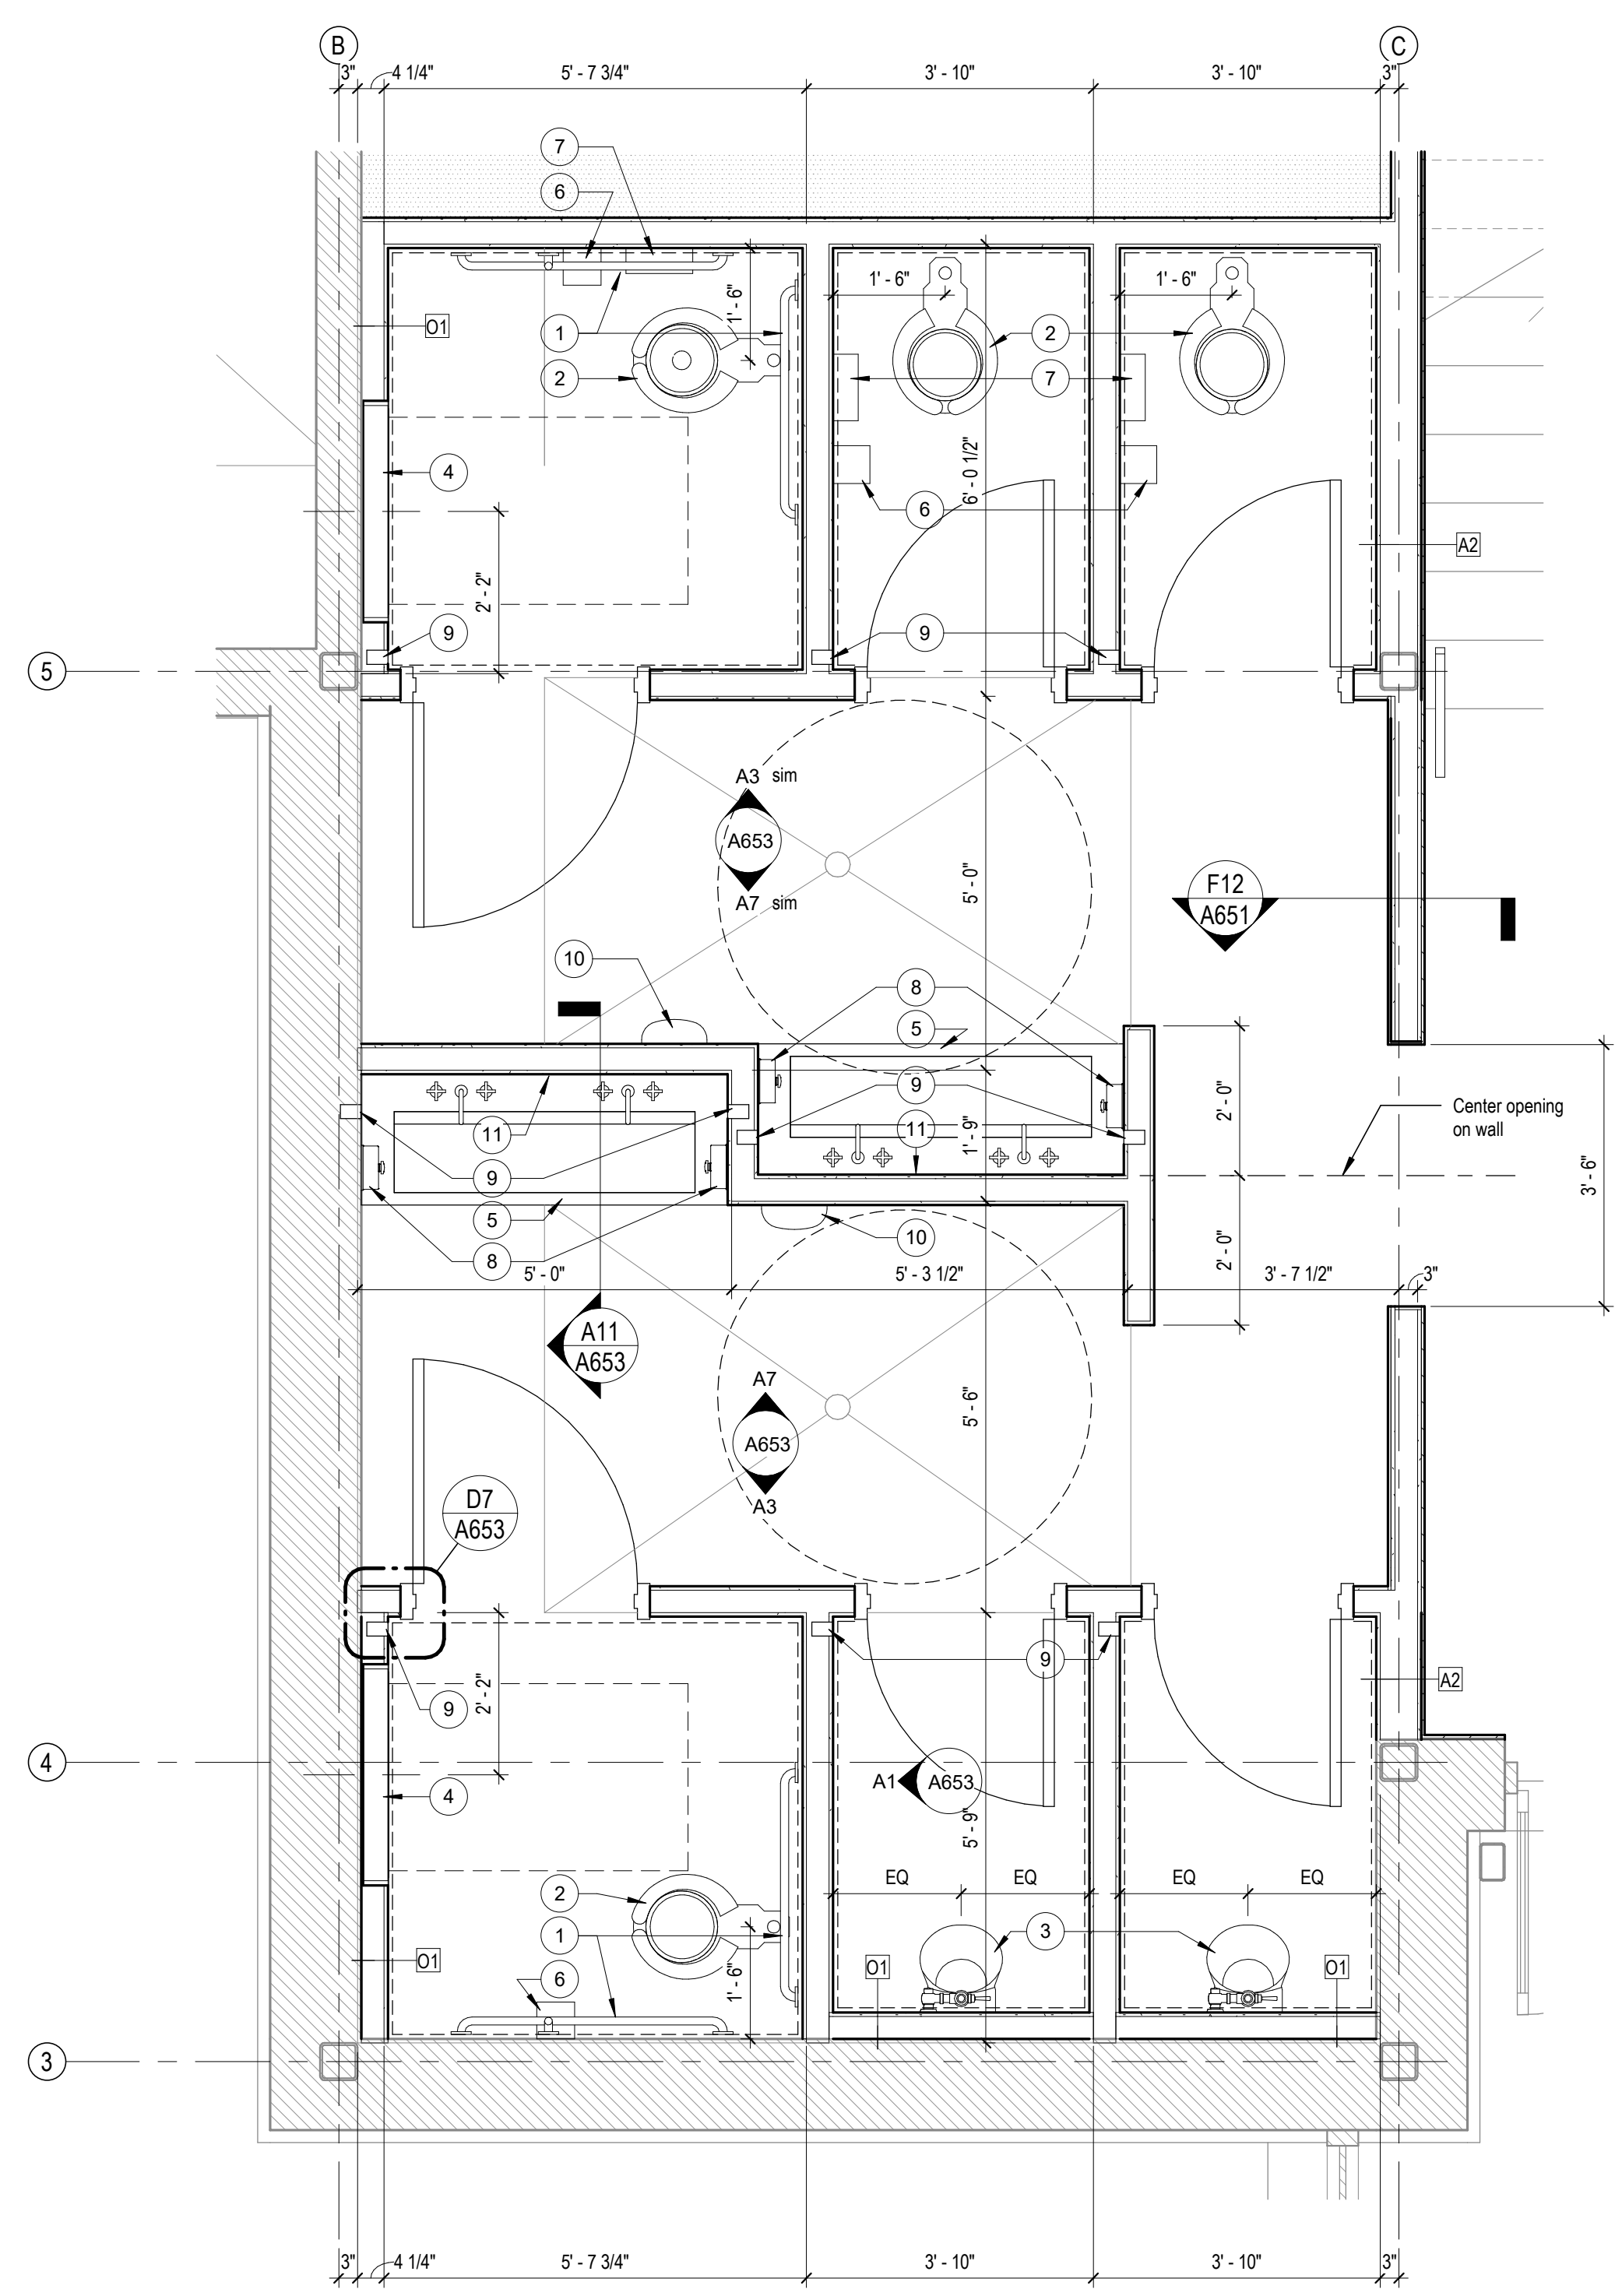 B
C
3"
4 1/4"
5' - 7 3/4"
3' - 10"
3' - 10"
3"
7
6
1' - 6"
1' - 6"
1' - 6"
O1
1
2
2
7
4
6' - 0 1/2"
6
A2
2' - 2"
9
9
5
A3 sim
A653
A7 sim
5' - 0"
F12
A651
10
8
5
9
2' - 0"
Center opening
on wall
11
11
1' - 9"
3' - 6"
9
5
10
8
2' - 0"
5' - 0"
5' - 3 1/2"
3' - 7 1/2"
3"
A11
A653
A7
A653
A3
5' - 6"
D7
A653
9
2' - 2"
9
A2
4
A1
A653
4
5' - 9"
EQ
EQ
EQ
EQ
2
1
3
O1
6
1' - 6"
O1
O1
3
3"
4 1/4"
5' - 7 3/4"
3' - 10"
3' - 10"
3"